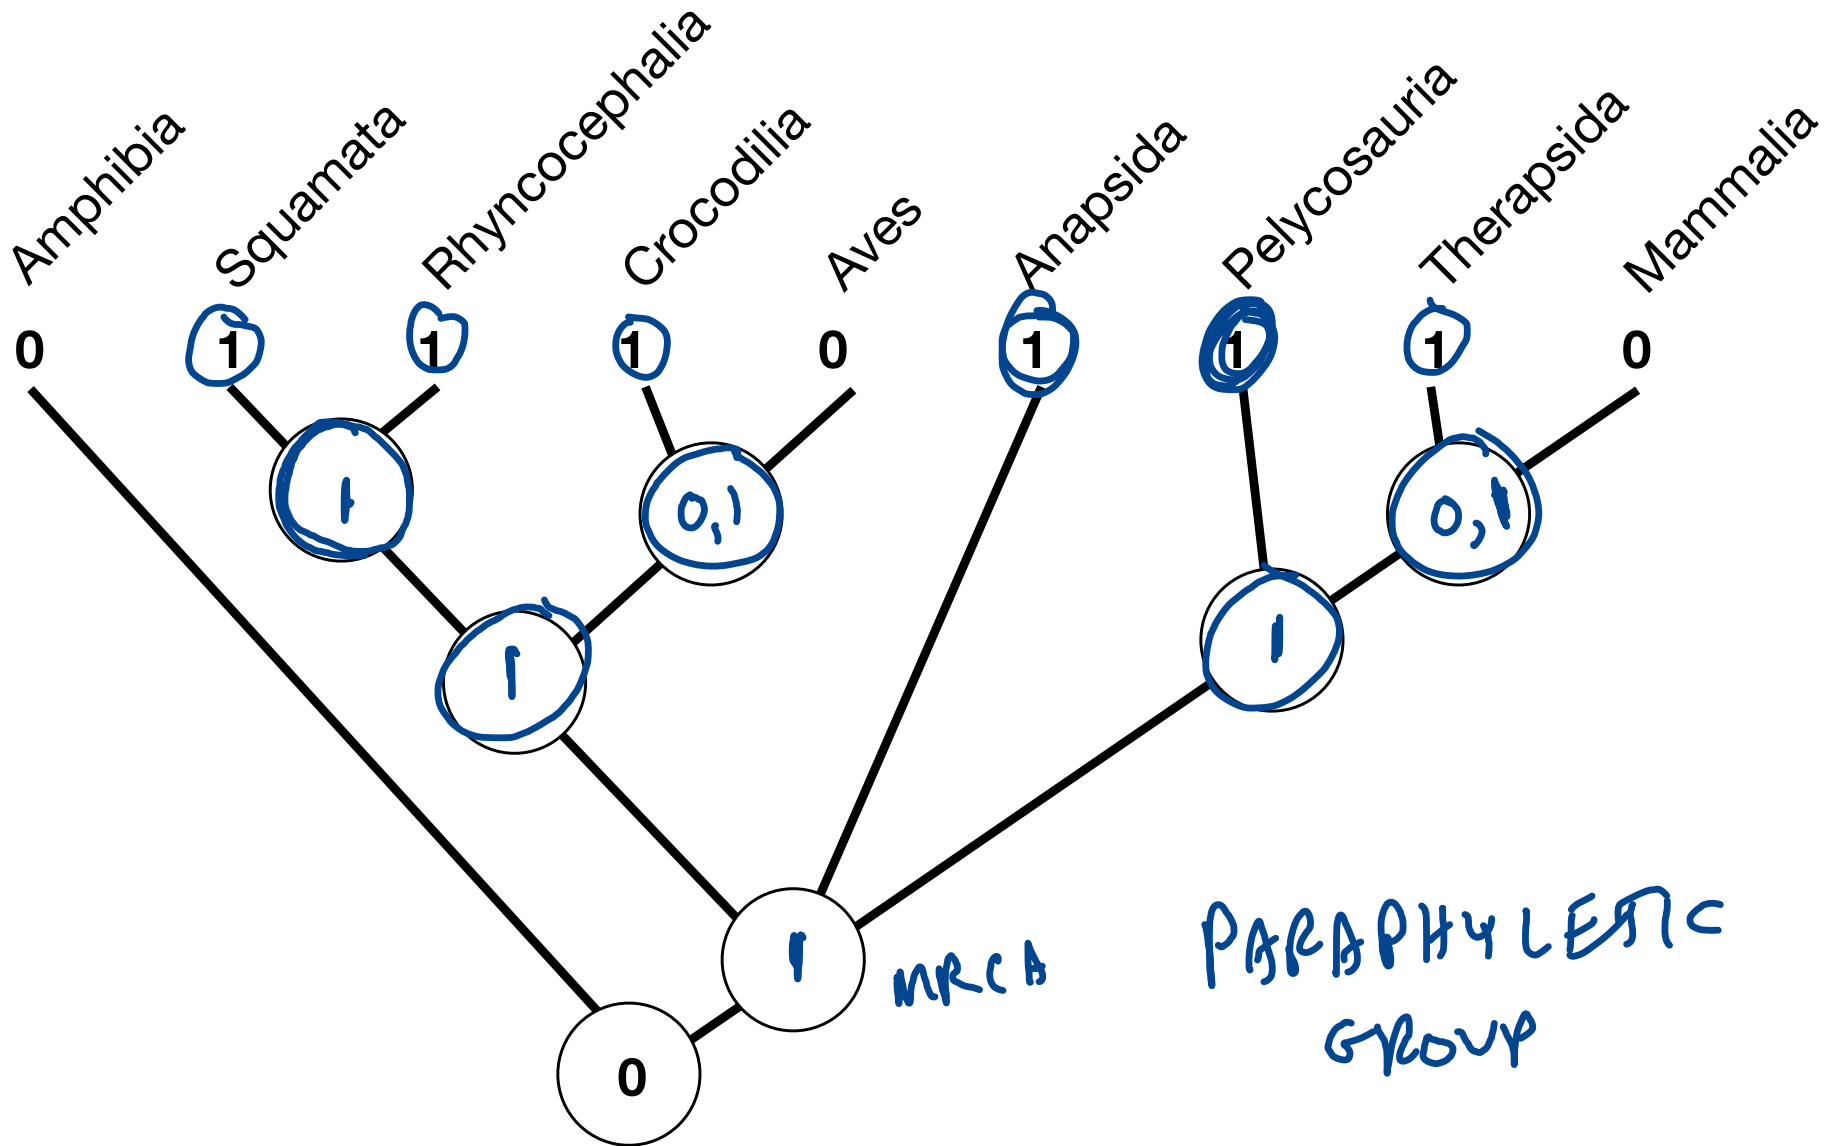 Amphibia
Squamata
Rhyncocephalia
Crocodilia
Aves
Anapsida
Pelycosauria
Therapsida
Mammalia
0 1 1 1 0 1 1 1 0
1 0,1 0,1
1 1
1 MRCA
PARAPHYLETIC
GROUP
0